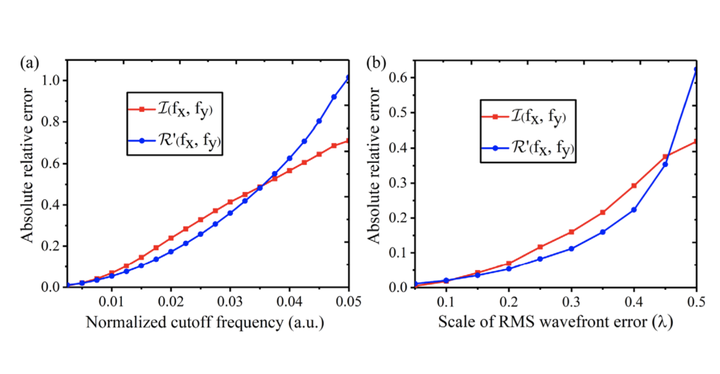 (a)
Absolute relative error
1.0
0.8
0.6
0.4
0.2
0.0
ℐ(fx, fy)
ℛ'(fx, fy)
0.01 0.02 0.03 0.04 0.05
Normalized cutoff frequency (a.u.)
(b)
Absolute relative error
0.6
0.5
0.4
0.3
0.2
0.1
0.0
ℐ(fx, fy)
ℛ'(fx, fy)
0.1 0.2 0.3 0.4 0.5
Scale of RMS wavefront error (λ)